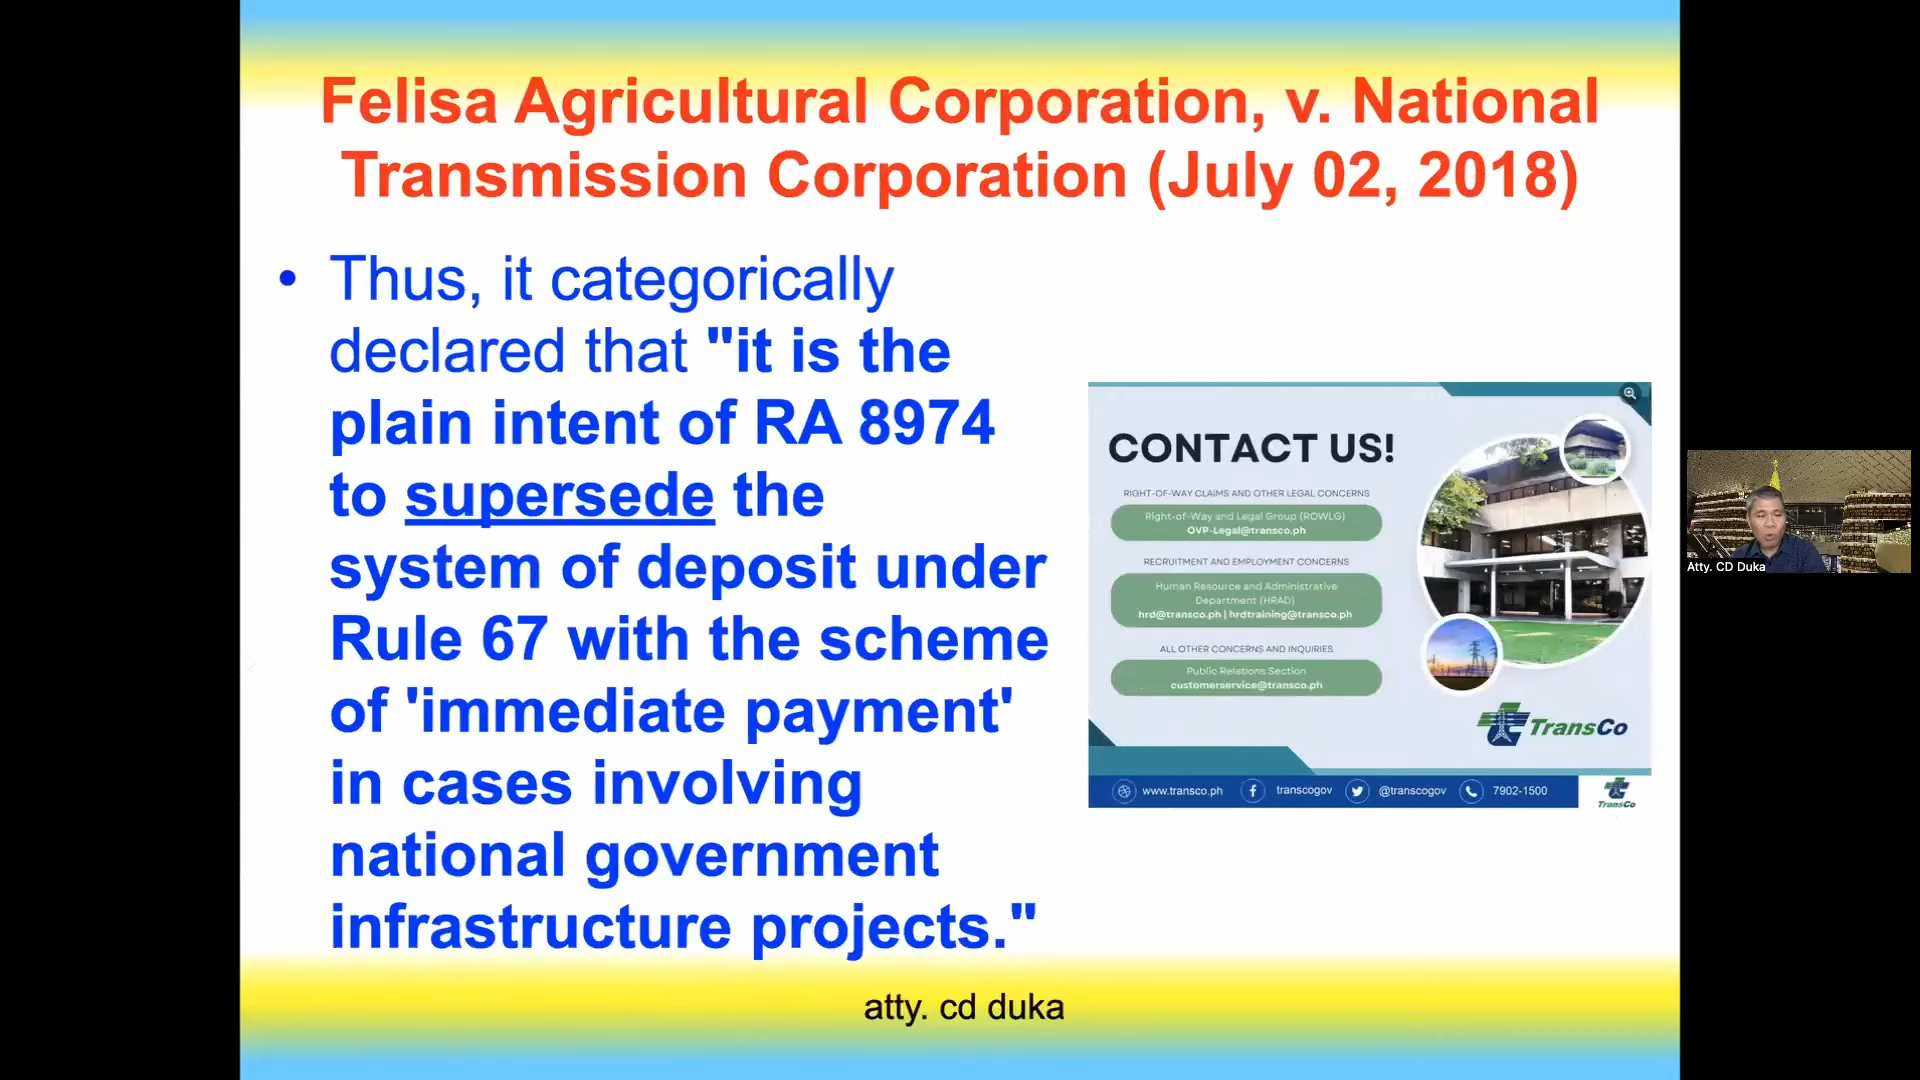 Felisa Agricultural Corporation, v. National
Transmission Corporation (July 02, 2018)
• Thus, it categorically
declared that "it is the
plain intent of RA 8974
to supersede the
system of deposit under
Rule 67 with the scheme
of 'immediate payment'
in cases involving
national government
infrastructure projects."
CONTACT US!
RIGHT-OF-WAY CLAIMS AND OTHER LEGAL CONCERNS
Right-of-Way and Legal Group (ROWLG)
OVP-Legal@transco.ph
RECRUITMENT AND EMPLOYMENT CONCERNS
Human Resource and Administrative
Department (HRAD)
hrd@transco.ph | hrdtraining@transco.ph
ALL OTHER CONCERNS AND INQUIRIES
Public Relations Section
customerservice@transco.ph
TransCo
www.transco.ph transcogov @transcogov 7902-1500
TransCo
Atty. CD Duka
atty. cd duka